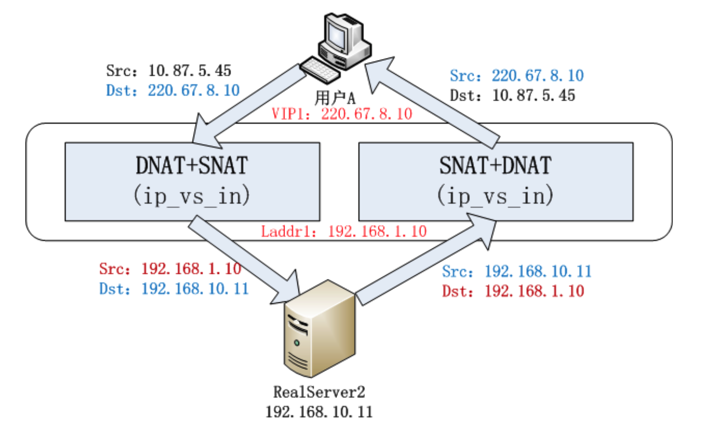 Src: 10.87.5.45
Dst: 220.67.8.10
用户A
VIP1: 220.67.8.10
Src: 220.67.8.10
Dst: 10.87.5.45
DNAT+SNAT
(ip_vs_in)
SNAT+DNAT
(ip_vs_in)
Laddr1: 192.168.1.10
Src: 192.168.1.10
Dst: 192.168.10.11
Src: 192.168.10.11
Dst: 192.168.1.10
RealServer2
192.168.10.11